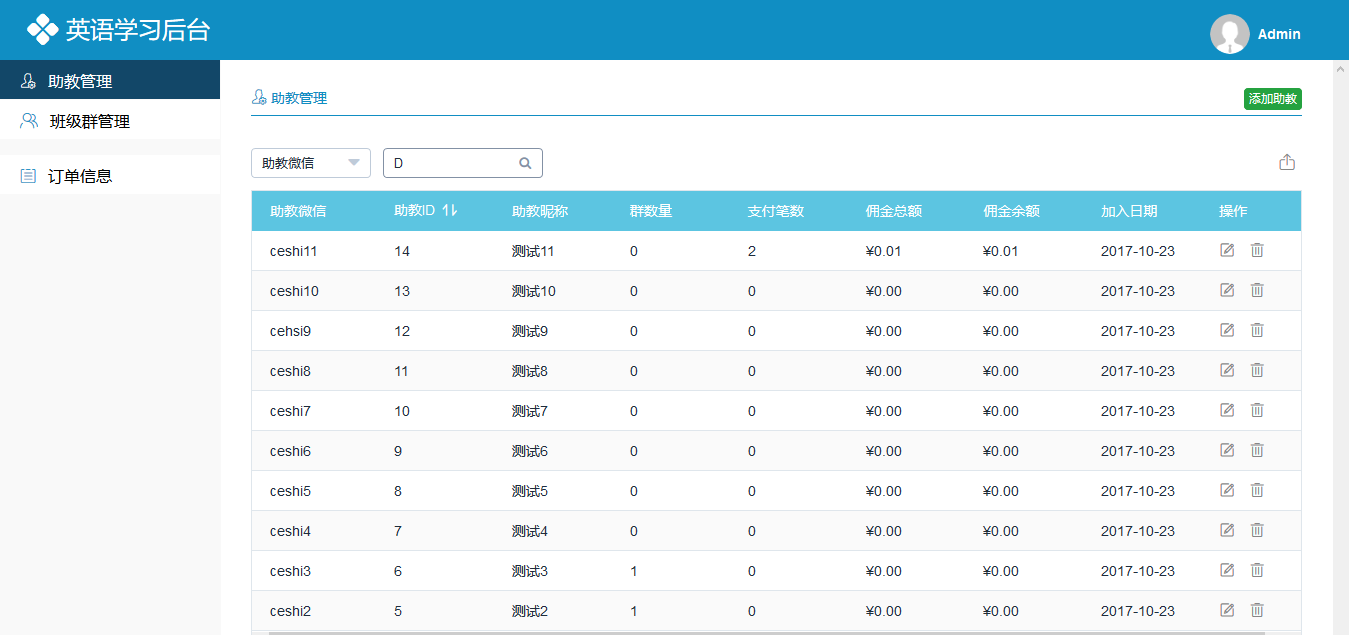 英语学习后台
Admin
助教管理
班级群管理
订单信息
助教管理
添加助教
助教微信 D
助教微信 助教ID 助教昵称 群数量 支付笔数 佣金总额 佣金余额 加入日期 操作
ceshi11 14 测试11 0 2 ¥0.01 ¥0.01 2017-10-23
ceshi10 13 测试10 0 0 ¥0.00 ¥0.00 2017-10-23
cehsi9 12 测试9 0 0 ¥0.00 ¥0.00 2017-10-23
ceshi8 11 测试8 0 0 ¥0.00 ¥0.00 2017-10-23
ceshi7 10 测试7 0 0 ¥0.00 ¥0.00 2017-10-23
ceshi6 9 测试6 0 0 ¥0.00 ¥0.00 2017-10-23
ceshi5 8 测试5 0 0 ¥0.00 ¥0.00 2017-10-23
ceshi4 7 测试4 0 0 ¥0.00 ¥0.00 2017-10-23
ceshi3 6 测试3 1 0 ¥0.00 ¥0.00 2017-10-23
ceshi2 5 测试2 1 0 ¥0.00 ¥0.00 2017-10-23